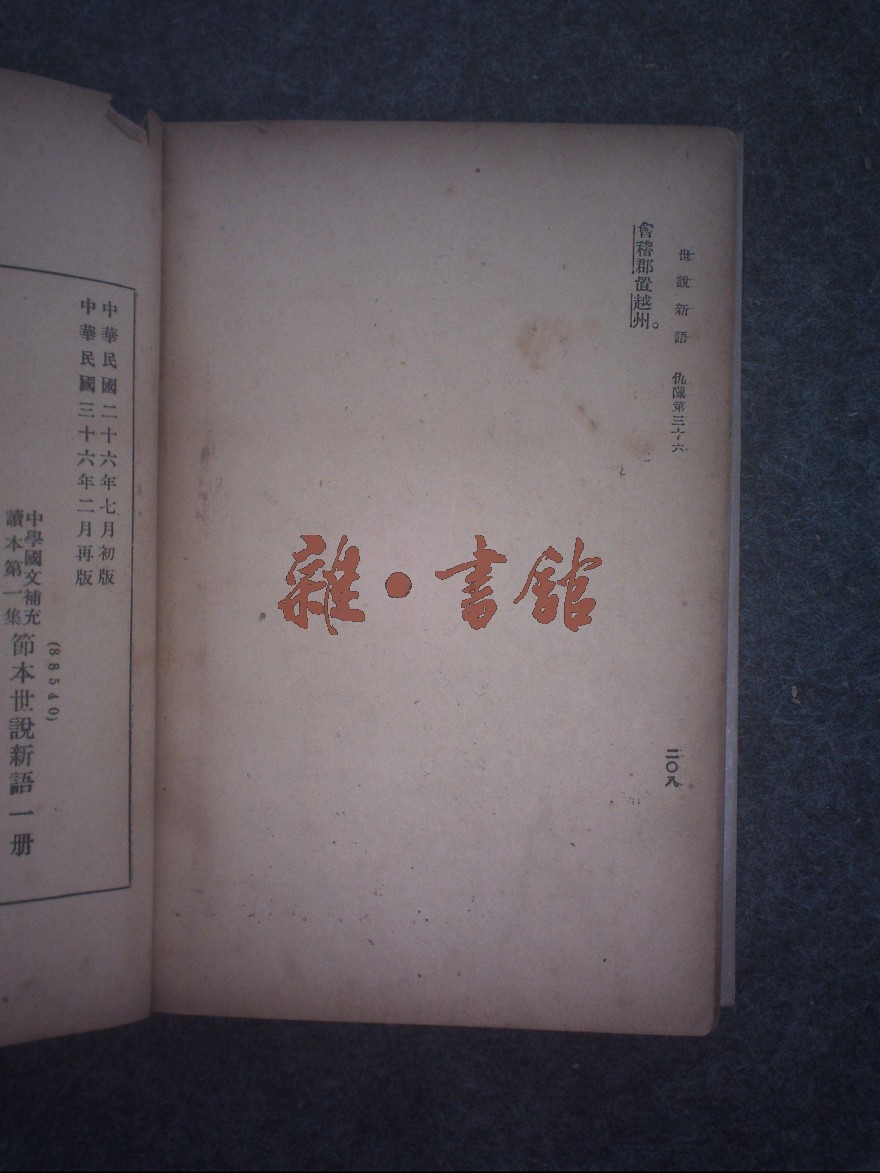 世說新語 仇隟第三十六
會稽郡置越州。
二〇八
雜·書館
中華民國二十六年七月初版
中華民國三十六年二月再版
(88540)
中學國文補充
讀本第一集
節本世說新語一册